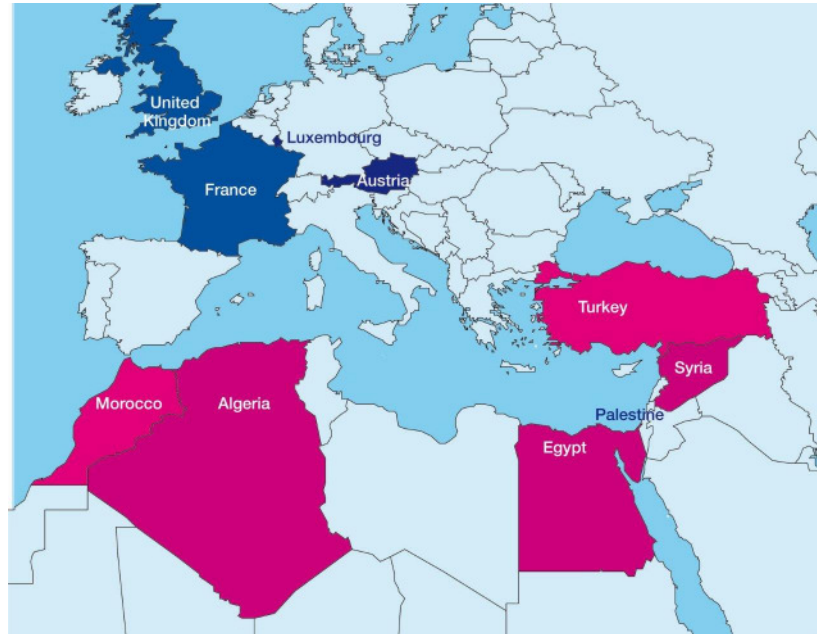 United
Kingdom
Luxembourg
Austria
France
Turkey
Syria
Morocco
Algeria
Palestine
Egypt